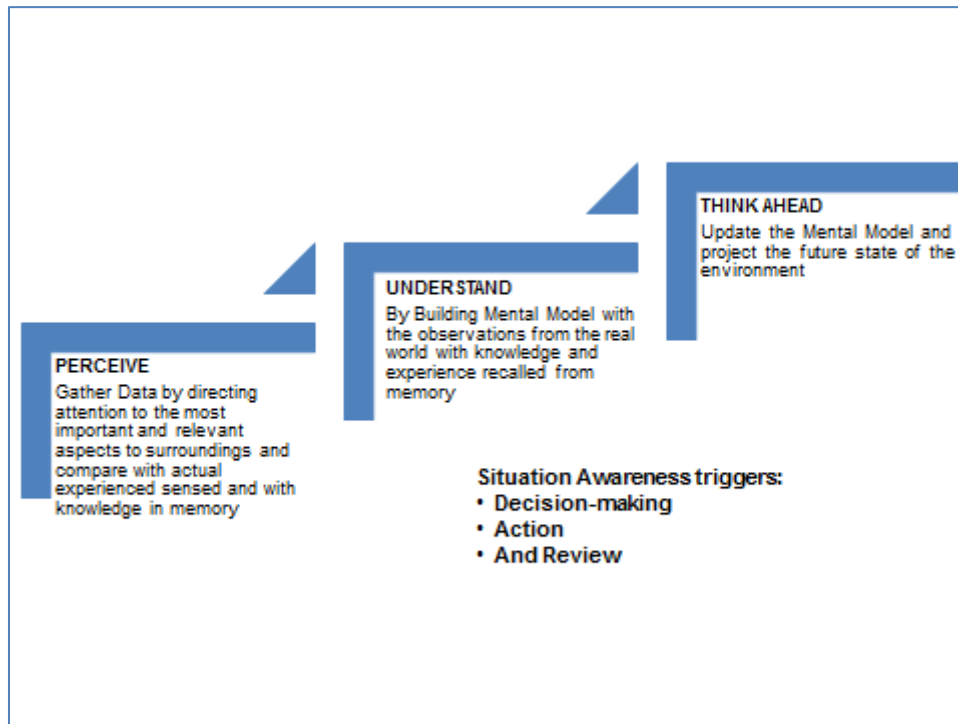 PERCEIVE
Gather Data by directing
attention to the most
important and relevant
aspects to surroundings and
compare with actual
experienced sensed and with
knowledge in memory
UNDERSTAND
By Building Mental Model with
the observations from the real
world with knowledge and
experience recalled from
memory
THINK AHEAD
Update the Mental Model and
project the future state of the
environment
Situation Awareness triggers:
• Decision-making
• Action
• And Review